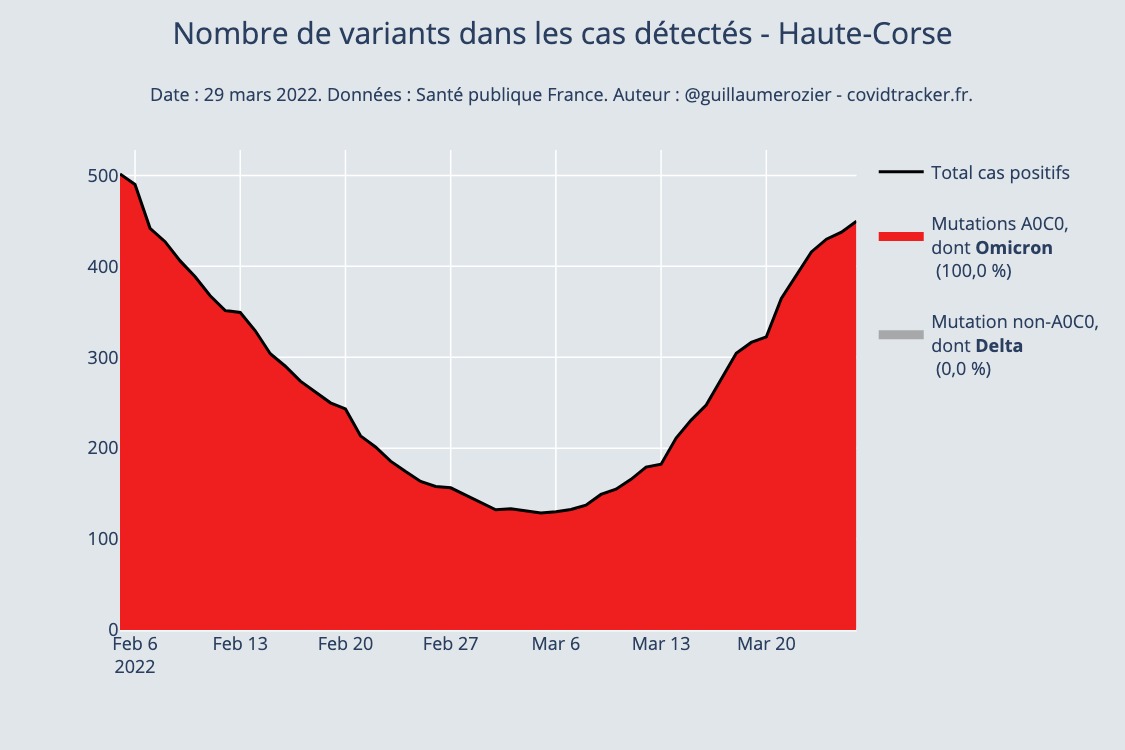 Nombre de variants dans les cas détectés - Haute-Corse
Date : 29 mars 2022. Données : Santé publique France. Auteur : @guillaumerozier - covidtracker.fr.
500
400
300
200
100
0
Feb 6
2022
Feb 13
Feb 20
Feb 27
Mar 6
Mar 13
Mar 20
Total cas positifs
Mutations A0C0,
dont Omicron
(100,0 %)
Mutation non-A0C0,
dont Delta
(0,0 %)